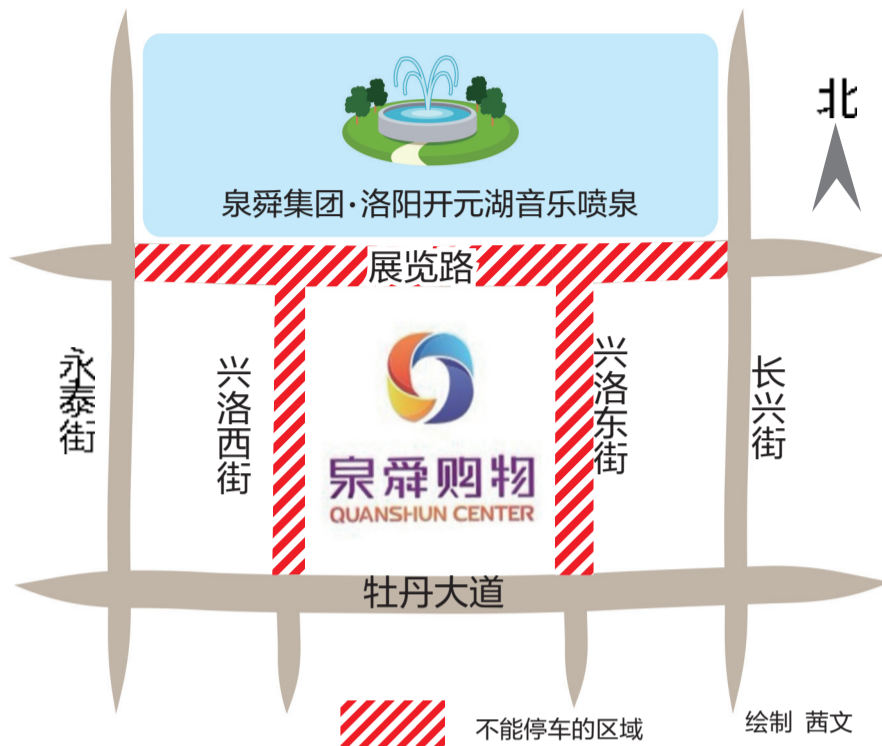 北
泉舜集团·洛阳开元湖音乐喷泉
展览路
永泰街
兴洛西街
兴洛东街
长兴街
泉舜购物
QUANSHUN CENTER
牡丹大道
不能停车的区域
绘制 茜文